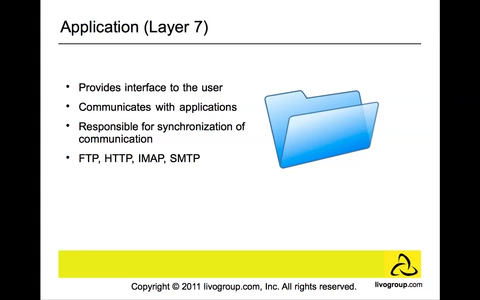 Application (Layer 7)
• Provides interface to the user
• Communicates with applications
• Responsible for synchronization of
communication
• FTP, HTTP, IMAP, SMTP
livogroup.com
Copyright © 2011 livogroup.com, Inc. All rights reserved.